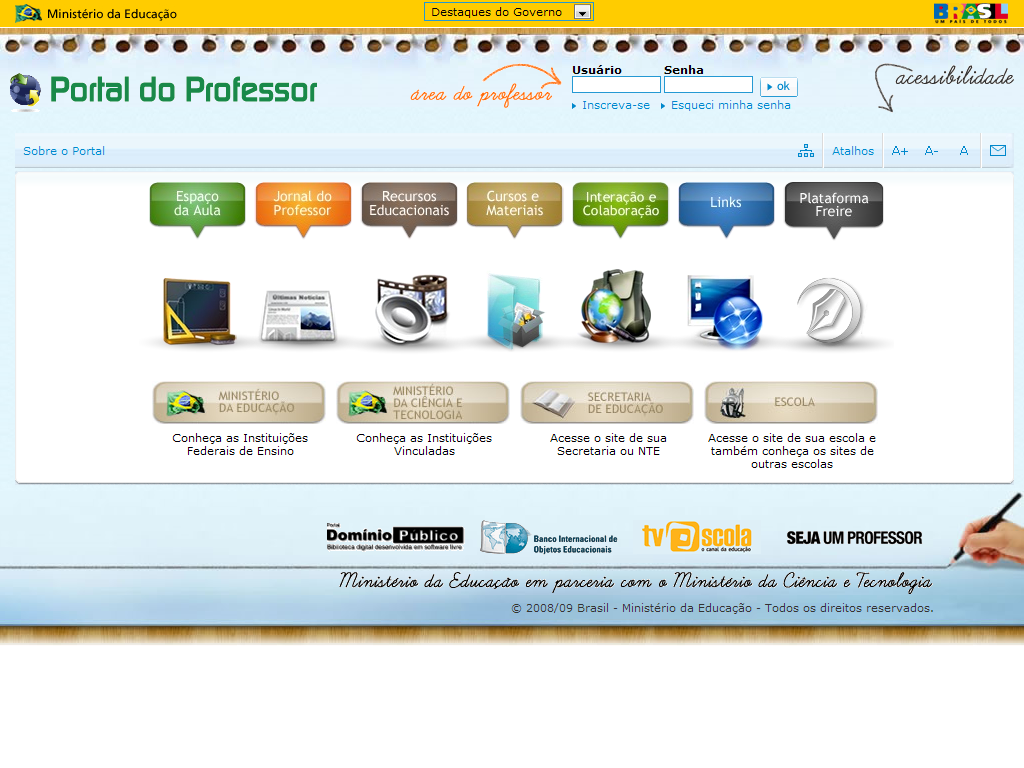 Ministério da Educação
Destaques do Governo
BRASIL
UM PAÍS DE TODOS
Portal do Professor
área do professor
Usuário
Senha
ok
Inscreva-se
Esqueci minha senha
acessibilidade
Sobre o Portal
Atalhos
A+
A-
A
Espaço
da Aula
Jornal do
Professor
Recursos
Educacionais
Cursos e
Materiais
Interação e
Colaboração
Links
Plataforma
Freire
Últimas Notícias
MINISTÉRIO
DA EDUCAÇÃO
MINISTÉRIO
DA CIÊNCIA E
TECNOLOGIA
SECRETARIA
DE EDUCAÇÃO
ESCOLA
Conheça as Instituições
Federais de Ensino
Conheça as Instituições
Vinculadas
Acesse o site de sua
Secretaria ou NTE
Acesse o site de sua escola e
também conheça os sites de
outras escolas
Portal
Domínio Público
Biblioteca digital desenvolvida em software livre
Banco Internacional de
Objetos Educacionais
tv escola
o canal da educação
SEJA UM PROFESSOR
Ministério da Educação em parceria com o Ministério da Ciência e Tecnologia
© 2008/09 Brasil - Ministério da Educação - Todos os direitos reservados.